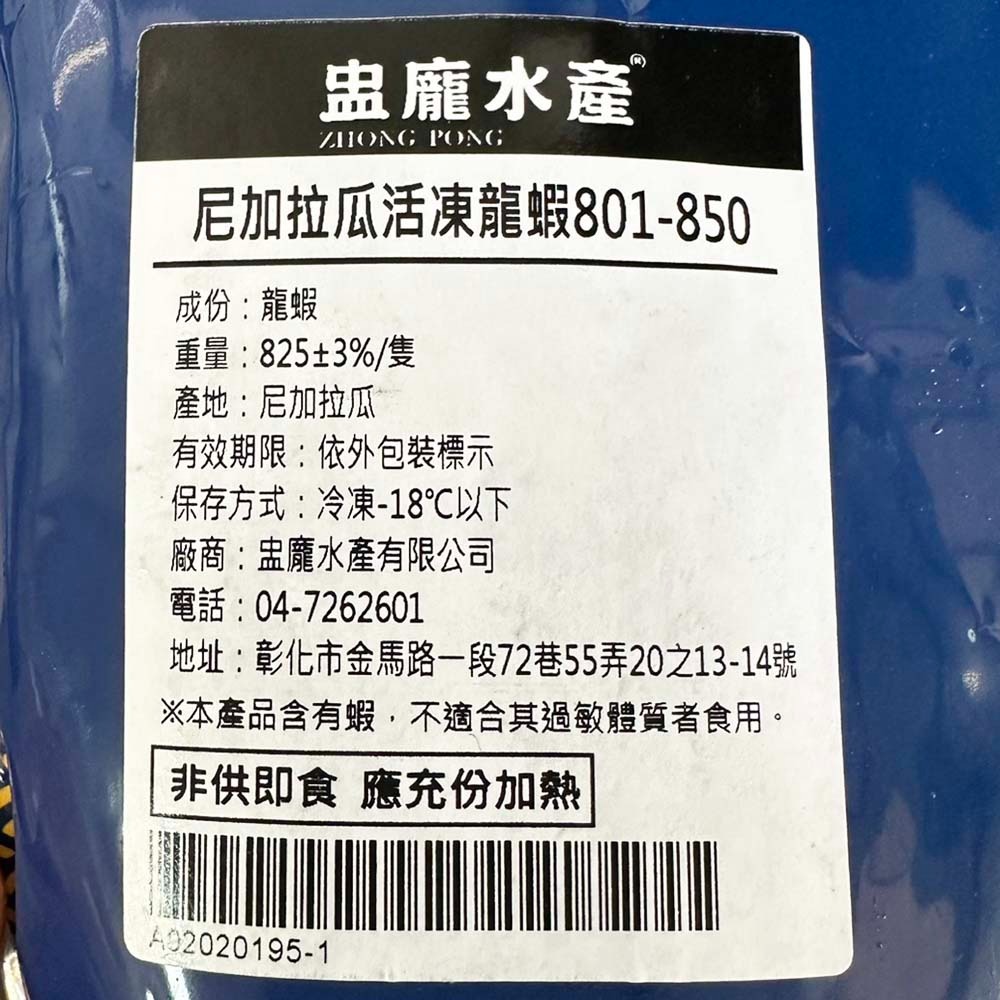 盅龐水產®
ZHONG PONG
尼加拉瓜活凍龍蝦801-850
成份：龍蝦
重量：825±3%/隻
產地：尼加拉瓜
有效期限：依外包裝標示
保存方式：冷凍-18℃以下
廠商：盅龐水產有限公司
電話：04-7262601
地址：彰化市金馬路一段72巷55弄20之13-14號
※本產品含有蝦，不適合其過敏體質者食用。
非供即食 應充份加熱
A92020195-1